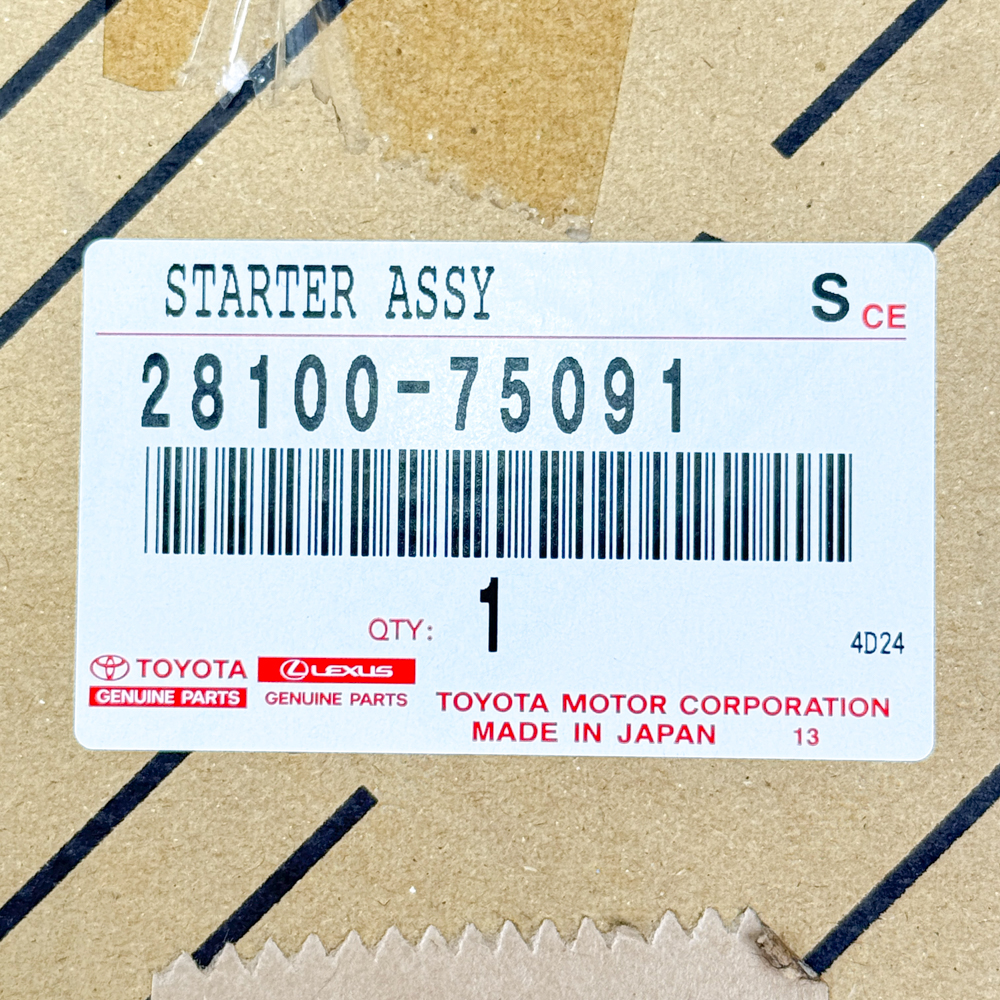 STARTER ASSY
S CE
28100-75091
QTY: 1
4D24
TOYOTA LEXUS
GENUINE PARTS GENUINE PARTS
TOYOTA MOTOR CORPORATION
MADE IN JAPAN 13